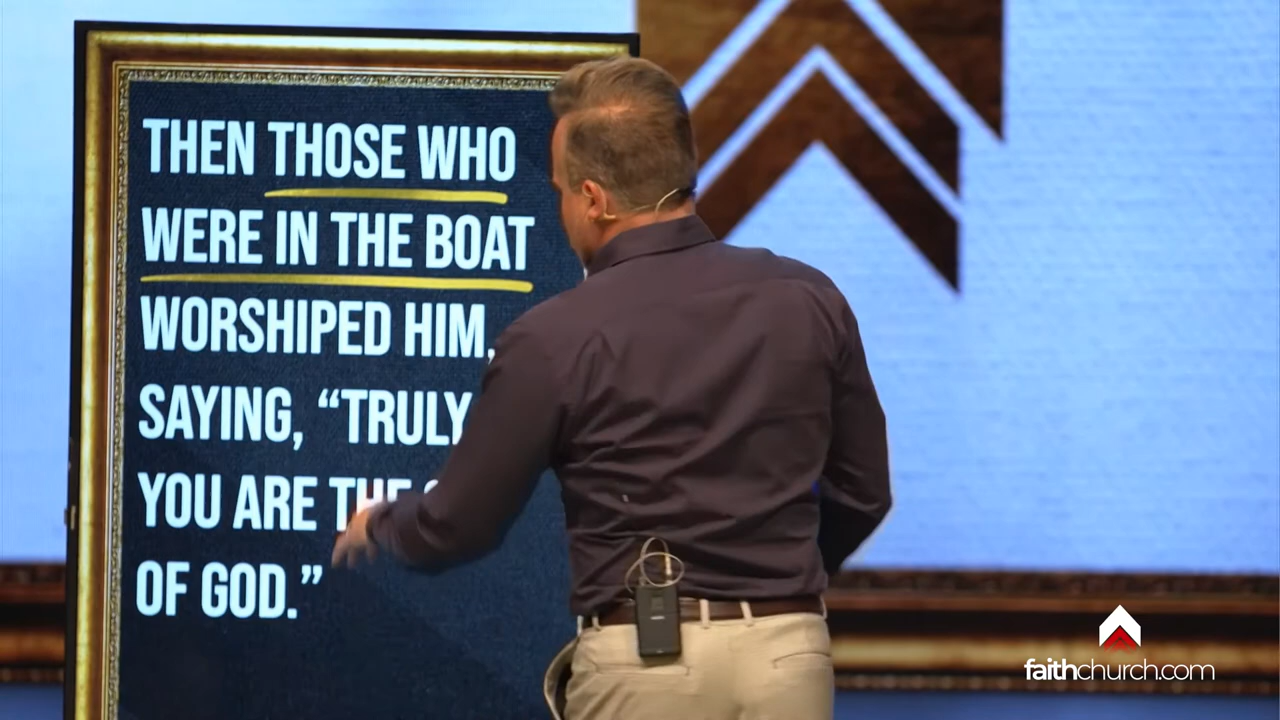 THEN THOSE WHO
WERE IN THE BOAT
WORSHIPED HIM,
SAYING, “TRULY
YOU ARE THE
OF GOD.”
faithchurch.com